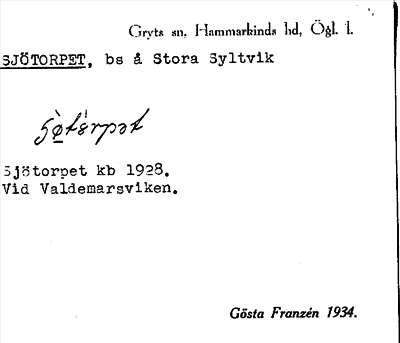 Gryts sn, Hammarkinds hd, Ögl. l.
SJÖTORPET, bs å Stora Syltvik
Sjötorpet kb 1928.
Vid Valdemarsviken.
Gösta Franzén 1934.